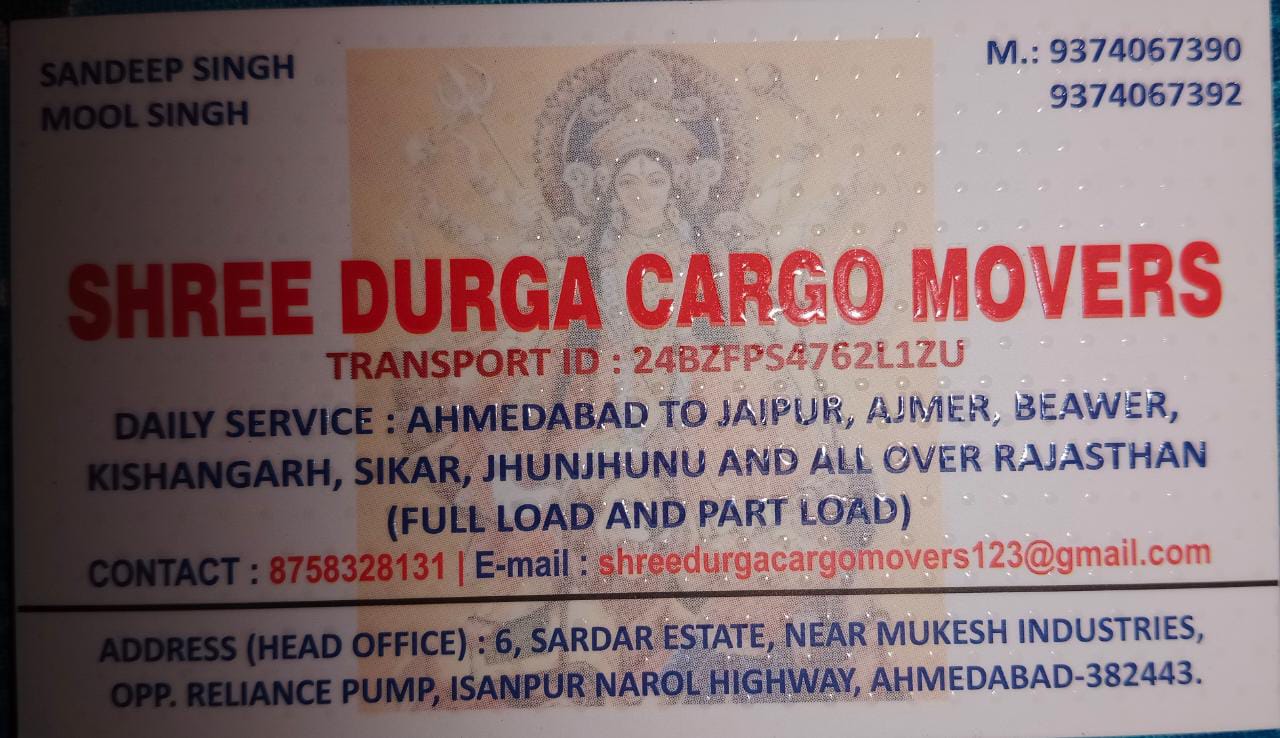 SANDEEP SINGH
MOOL SINGH
M.: 9374067390
9374067392
SHREE DURGA CARGO MOVERS
TRANSPORT ID : 24BZFPS4762L1ZU
DAILY SERVICE : AHMEDABAD TO JAIPUR, AJMER, BEAWER,
KISHANGARH, SIKAR, JHUNJHUNU AND ALL OVER RAJASTHAN
(FULL LOAD AND PART LOAD)
CONTACT : 8758328131 | E-mail : shreedurgacargomovers123@gmail.com
ADDRESS (HEAD OFFICE) : 6, SARDAR ESTATE, NEAR MUKESH INDUSTRIES,
OPP. RELIANCE PUMP, ISANPUR NAROL HIGHWAY, AHMEDABAD-382443.